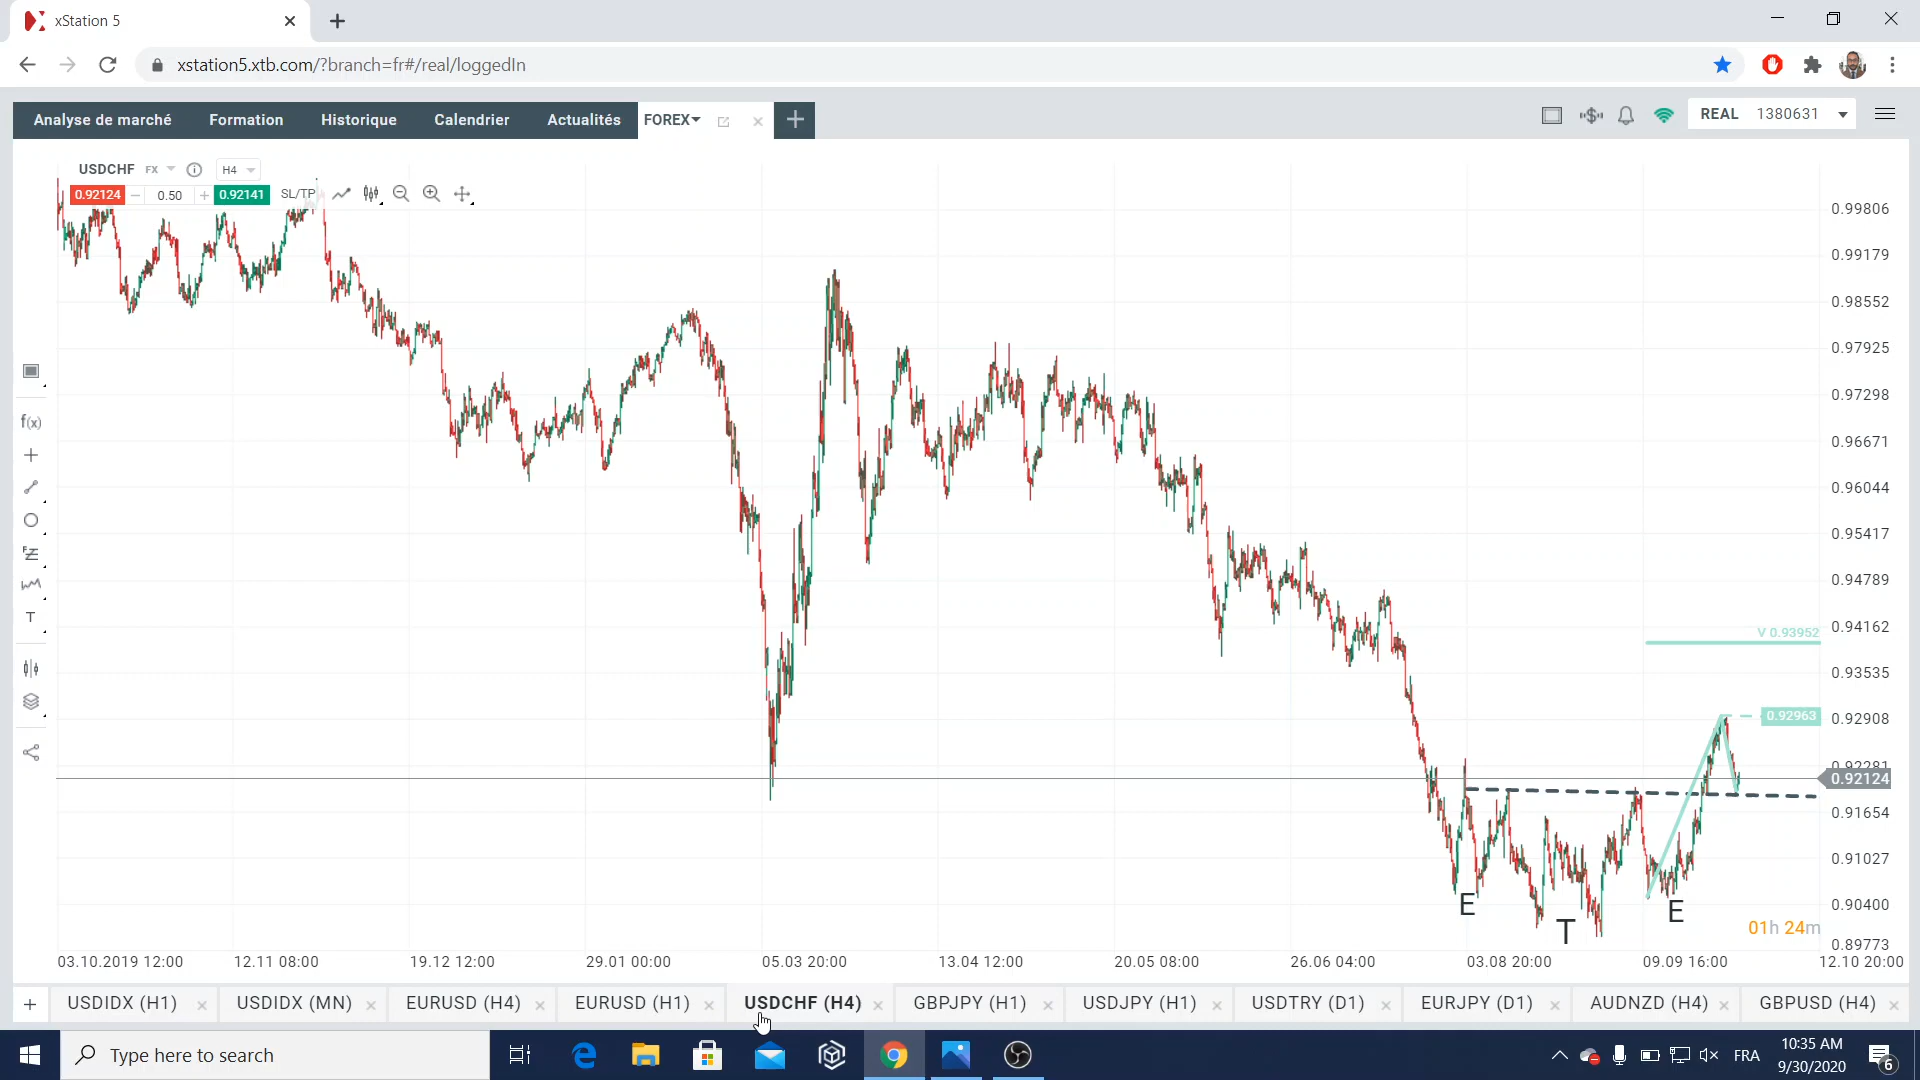 xStation 5
xstation5.xtb.com/?branch=fr#/real/loggedIn
Analyse de marché Formation Historique Calendrier Actualités FOREX
REAL 1380631
USDCHF FX H4
0.92124 0.50 0.92141 SL/TP
0.99806
0.99179
0.98552
0.97925
0.97298
0.96671
0.96044
0.95417
0.94789
V 0.93952 0.94162
0.93535
0.92963 0.92908
0.92281
0.92124
0.91654
0.91027
E T E 0.90400
01h 24m
0.89773
f(x)
T
03.10.2019 12:00 12.11 08:00 19.12 12:00 29.01 00:00 05.03 20:00 13.04 12:00 20.05 08:00 26.06 04:00 03.08 20:00 09.09 16:00 12.10 20:00
USDIDX (H1) USDIDX (MN) EURUSD (H4) EURUSD (H1) USDCHF (H4) GBPJPY (H1) USDJPY (H1) USDTRY (D1) EURJPY (D1) AUDNZD (H4) GBPUSD (H4)
Type here to search
FRA
10:35 AM
9/30/2020
6